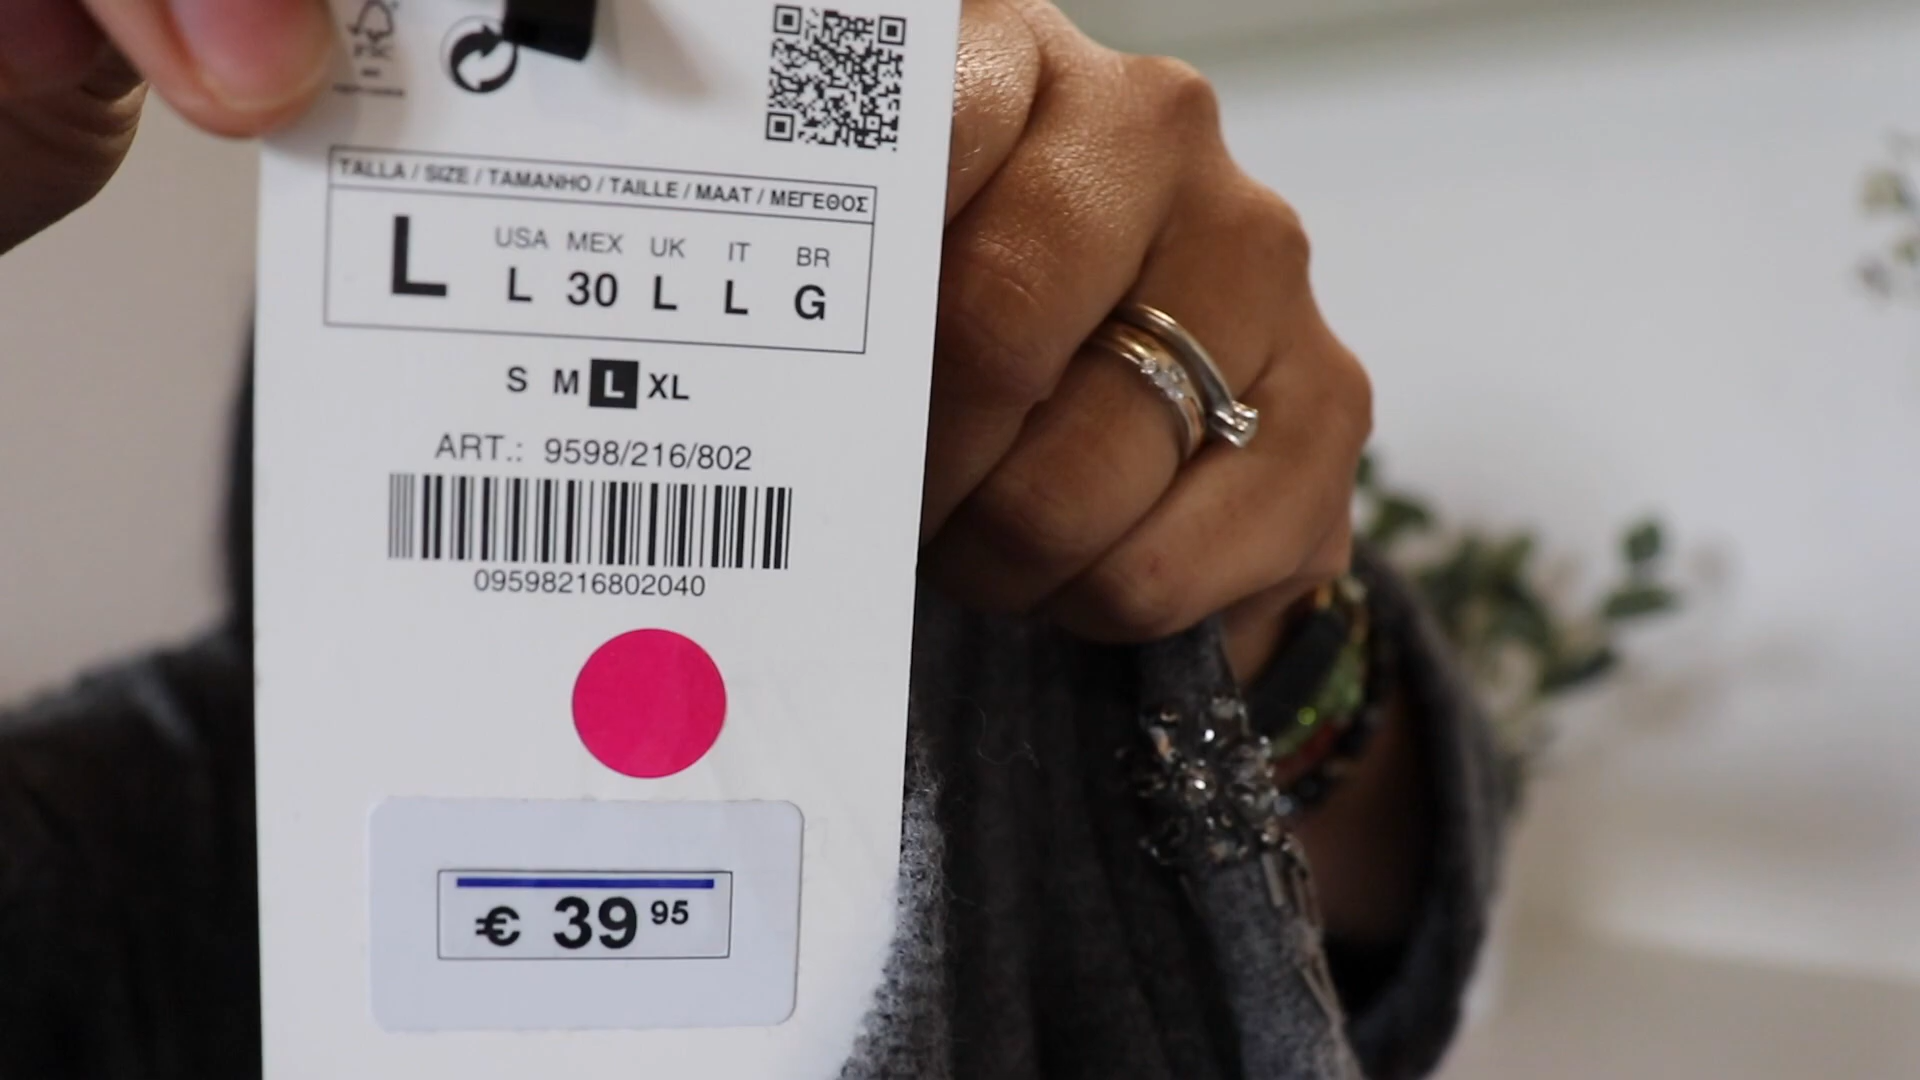 TALLA / SIZE / TAMANHO / TAILLE / MAAT / ΜΕΓΕΘΟΣ
USA MEX UK IT BR
L L 30 L L G
S M L XL
ART.: 9598/216/802
09598216802040
€ 39 95